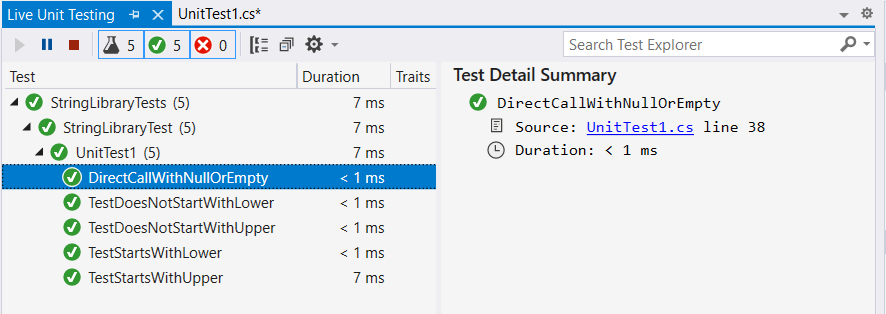 Live Unit Testing UnitTest1.cs*
5 5 0 Search Test Explorer
Test Duration Traits
StringLibraryTests (5) 7 ms
StringLibraryTest (5) 7 ms
UnitTest1 (5) 7 ms
DirectCallWithNullOrEmpty < 1 ms
TestDoesNotStartWithLower < 1 ms
TestDoesNotStartWithUpper < 1 ms
TestStartsWithLower < 1 ms
TestStartsWithUpper 7 ms
Test Detail Summary
DirectCallWithNullOrEmpty
Source: UnitTest1.cs line 38
Duration: < 1 ms